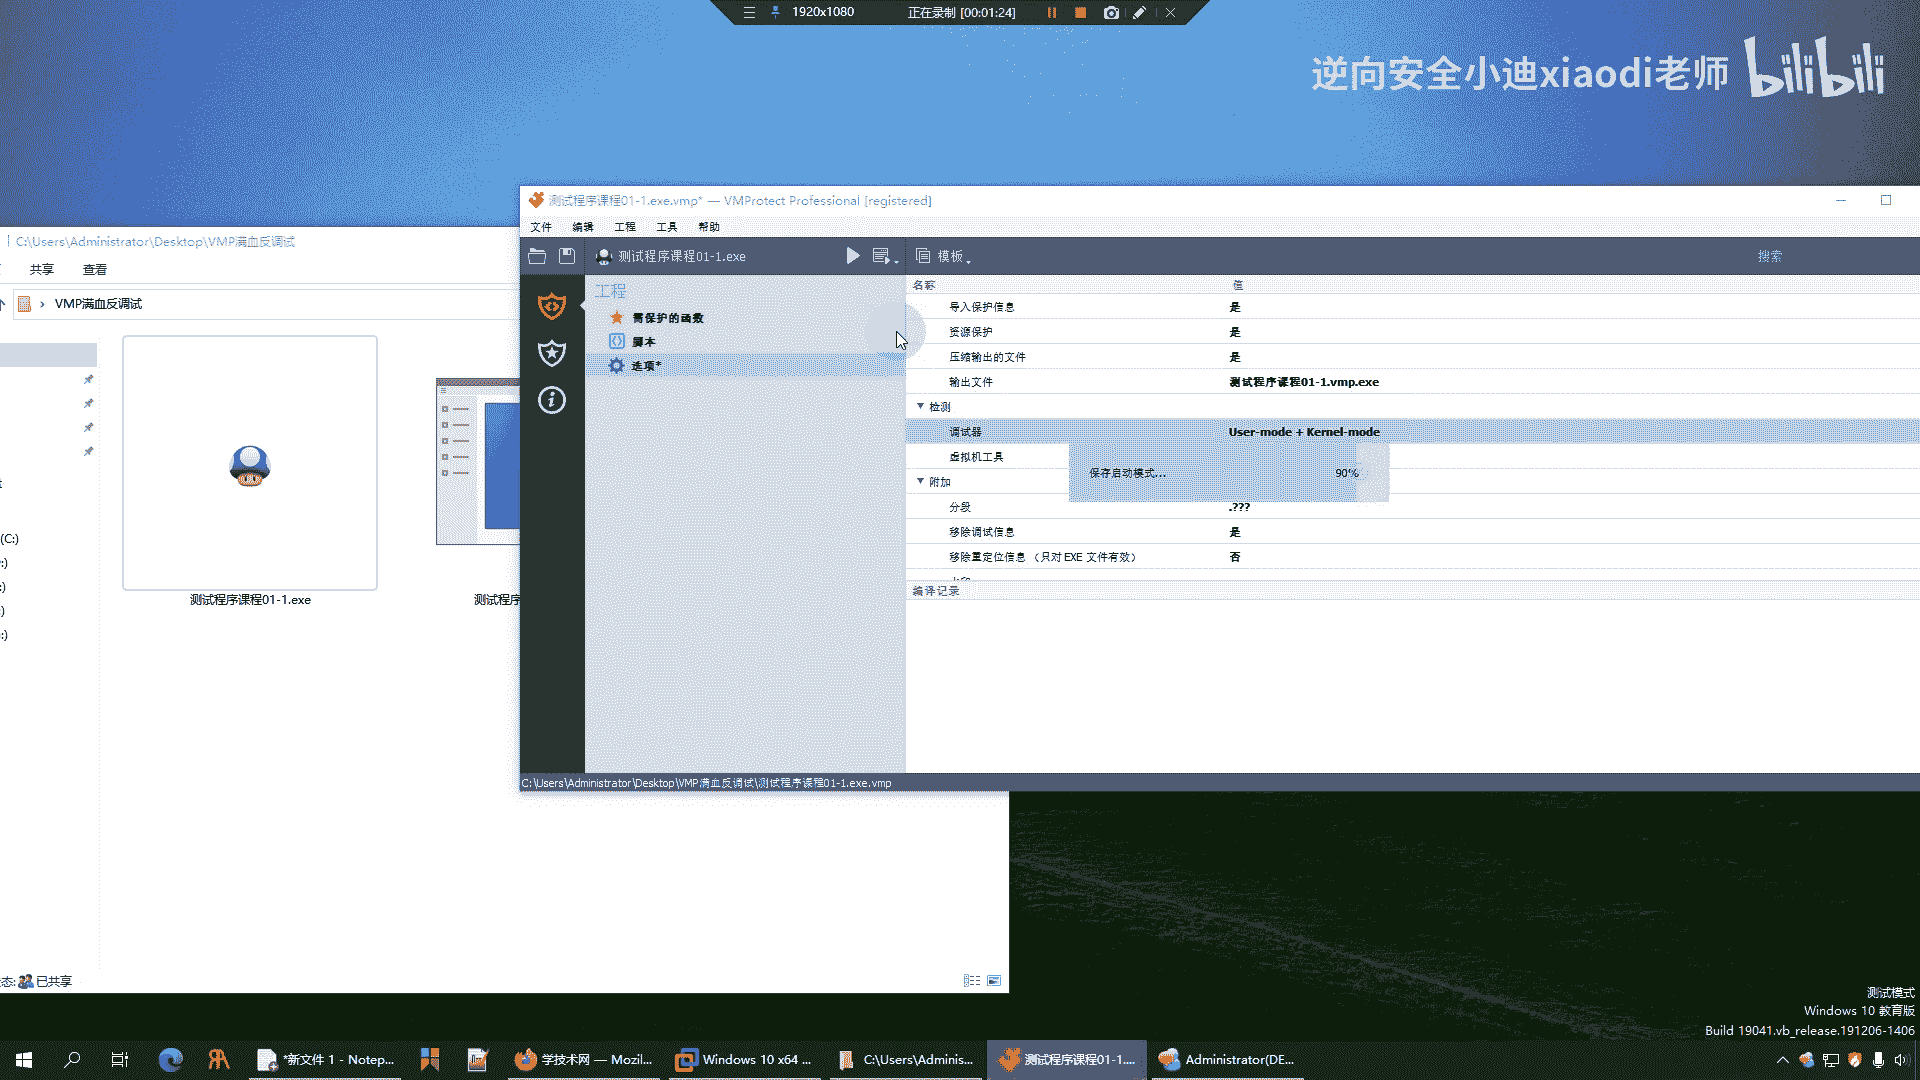 1920x1080
正在录制 [00:01:24]
逆向安全小迪xiaodi老师 bilibili
测试程序课程01-1.exe.vmp* — VMProtect Professional [registered]
文件 编辑 工程 工具 帮助
测试程序课程01-1.exe
模板
搜索
工程
需保护的函数
脚本
选项*
名称 值
导入保护信息 是
资源保护 是
压缩输出的文件 是
输出文件 测试程序课程01-1.vmp.exe
检测
调试器 User-mode + Kernel-mode
虚拟机工具
保存启动模式... 90%
附加
分段 .???
移除调试信息 是
移除重定位信息 （只对 EXE 文件有效） 否
编译记录
C:\Users\Administrator\Desktop\VMP满血反调试\测试程序课程01-1.exe.vmp
C:\Users\Administrator\Desktop\VMP满血反调试
共享 查看
VMP满血反调试
(C:)
:)
:)
:)
:)
测试程序课程01-1.exe
测试程序
态: 已共享
测试模式
Windows 10 教育版
Build 19041.vb_release.191206-1406
*新文件 1 - Notep...
学技术网 — Mozil...
Windows 10 x64 ...
C:\Users\Adminis...
测试程序课程01-1....
Administrator(DE...